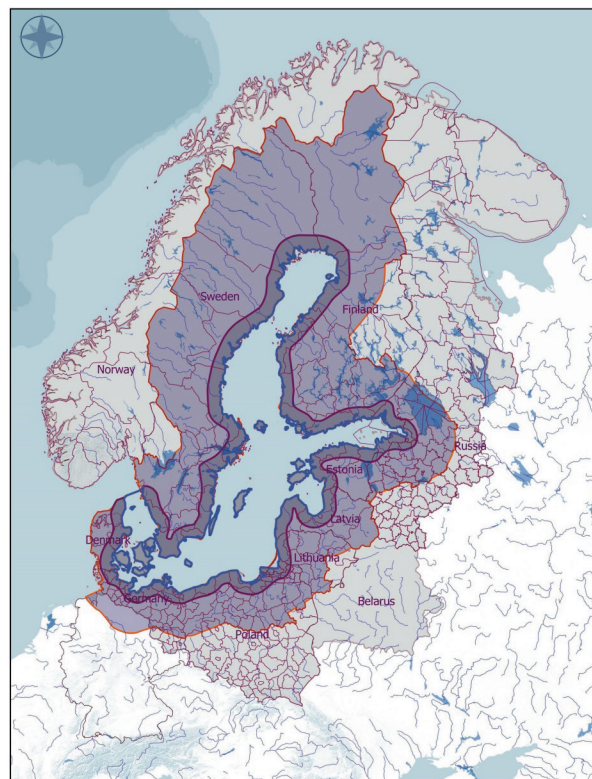 Sweden
Finland
Norway
Russia
Estonia
Denmark
Latvia
Lithuania
Germany
Belarus
Poland